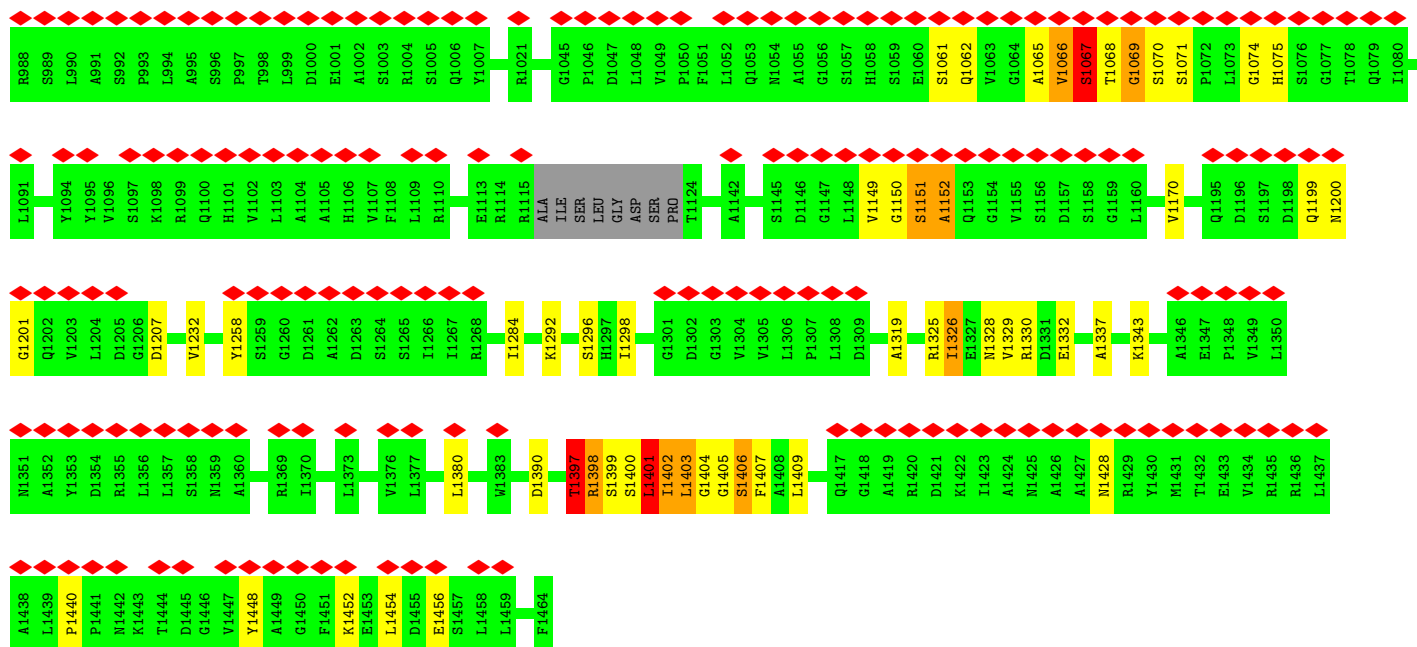 R988 S989 L990 A991 S992 P993 L994 A995 S996 P997 T998 L999 D1000 E1001 A1002 S1003 R1004 S1005 Q1006 Y1007 R1021 G1045 P1046 D1047 L1048 V1049 P1050 F1051 L1052 Q1053 N1054 A1055 G1056 S1057 H1058 S1059 E1060 S1061 Q1062 V1063 G1064 A1065 V1066 S1067 T1068 G1069 S1070 S1071 P1072 L1073 G1074 H1075 S1076 G1077 T1078 Q1079 I1080
L1091 Y1094 Y1095 V1096 S1097 K1098 R1099 Q1100 H1101 V1102 L1103 A1104 A1105 H1106 V1107 F1108 L1109 R1110 E1113 R1114 R1115 ALA ILE SER LEU GLY ASP SER PRO T1124 A1142 S1145 D1146 G1147 L1148 V1149 G1150 S1151 A1152 Q1153 G1154 V1155 S1156 D1157 S1158 G1159 L1160 V1170 Q1195 D1196 S1197 D1198 Q1199 N1200
G1201 Q1202 V1203 L1204 D1205 G1206 D1207 V1232 Y1258 S1259 G1260 D1261 A1262 D1263 S1264 S1265 I1266 I1267 R1268 I1284 K1292 S1296 H1297 I1298 G1301 D1302 G1303 V1304 V1305 L1306 P1307 L1308 D1309 A1319 R1325 I1326 E1327 N1328 V1329 R1330 D1331 E1332 A1337 K1343 A1346 E1347 P1348 V1349 L1350
N1351 A1352 Y1353 D1354 R1355 L1356 L1357 S1358 N1359 A1360 R1369 I1370 L1373 V1376 L1377 L1380 W1383 D1390 T1397 R1398 S1399 S1400 L1401 I1402 L1403 G1404 G1405 S1406 F1407 A1408 L1409 Q1417 G1418 A1419 R1420 D1421 K1422 I1423 A1424 N1425 A1426 A1427 N1428 R1429 Y1430 M1431 T1432 E1433 V1434 R1435 R1436 L1437
A1438 L1439 P1440 P1441 N1442 K1443 T1444 D1445 G1446 V1447 Y1448 A1449 G1450 F1451 K1452 E1453 L1454 D1455 E1456 S1457 L1458 L1459 F1464